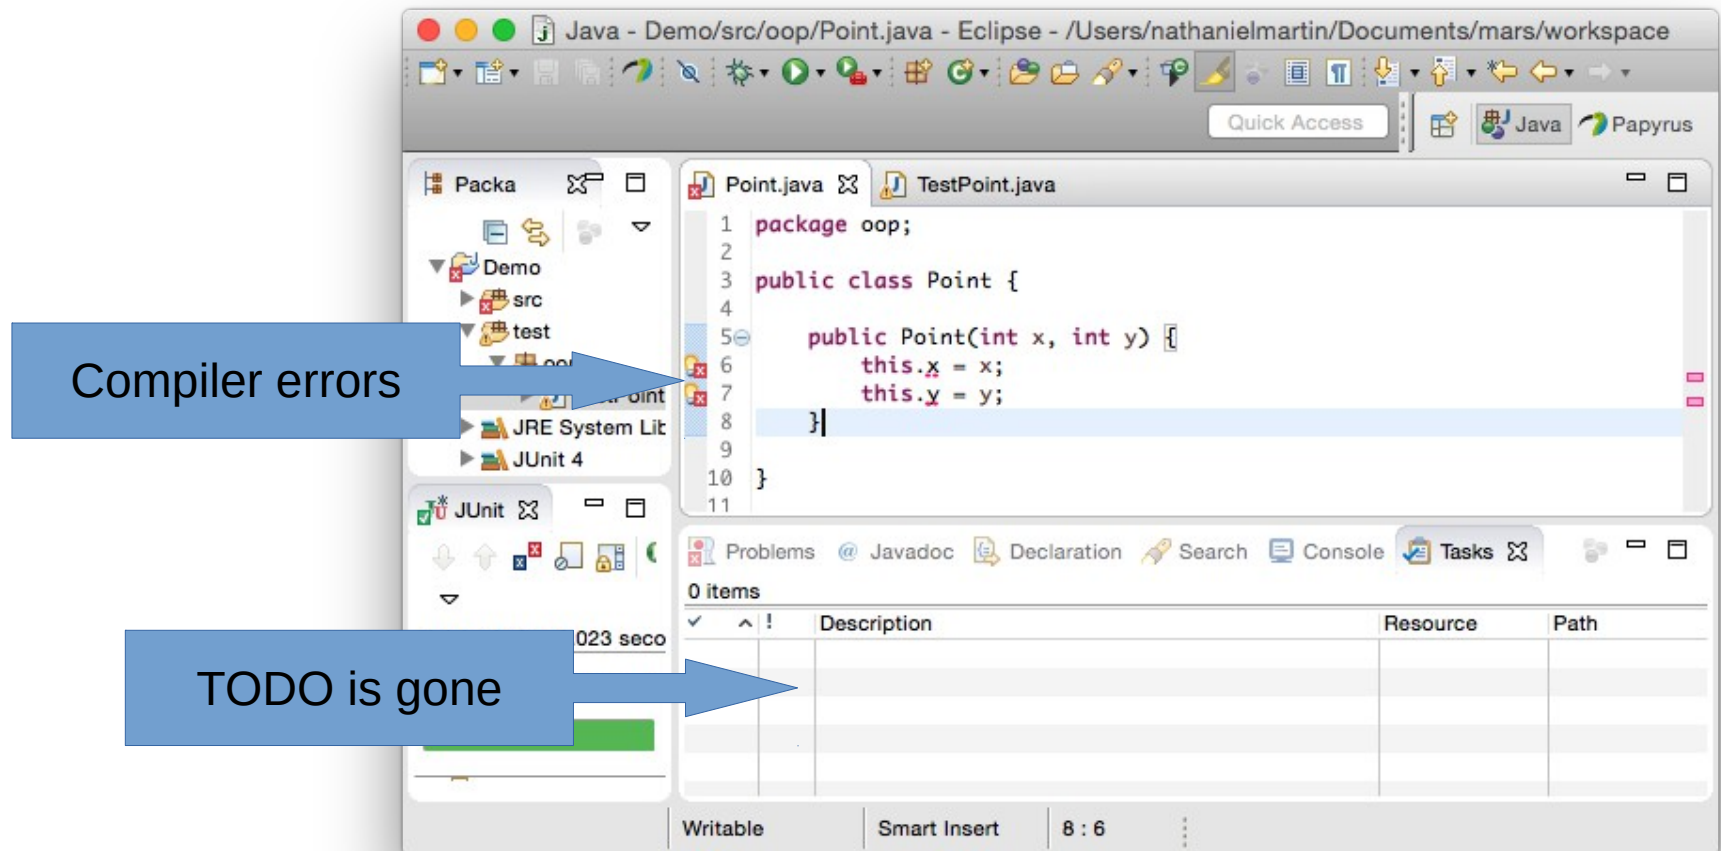 Java - Demo/src/oop/Point.java - Eclipse - /Users/nathanielmartin/Documents/mars/workspace
Quick Access
Java
Papyrus
Packa
Demo
src
test
JRE System Lib
JUnit 4
Point.java
TestPoint.java
1 package oop;
2
3 public class Point {
4
5 public Point(int x, int y) {
6 this.x = x;
7 this.y = y;
8 }
9
10 }
11
Compiler errors
JUnit
Problems @ Javadoc Declaration Search Console Tasks
0 items
! Description Resource Path
023 seco
TODO is gone
Writable Smart Insert 8 : 6